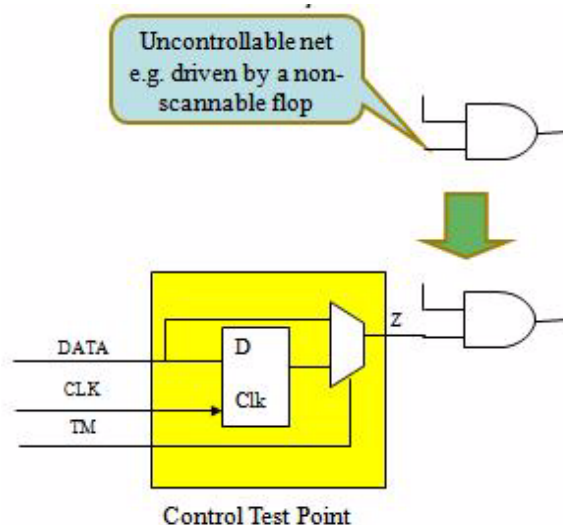 Uncontrollable net
e.g. driven by a non-
scannable flop
DATA
CLK
TM
D
Clk
Z
Control Test Point